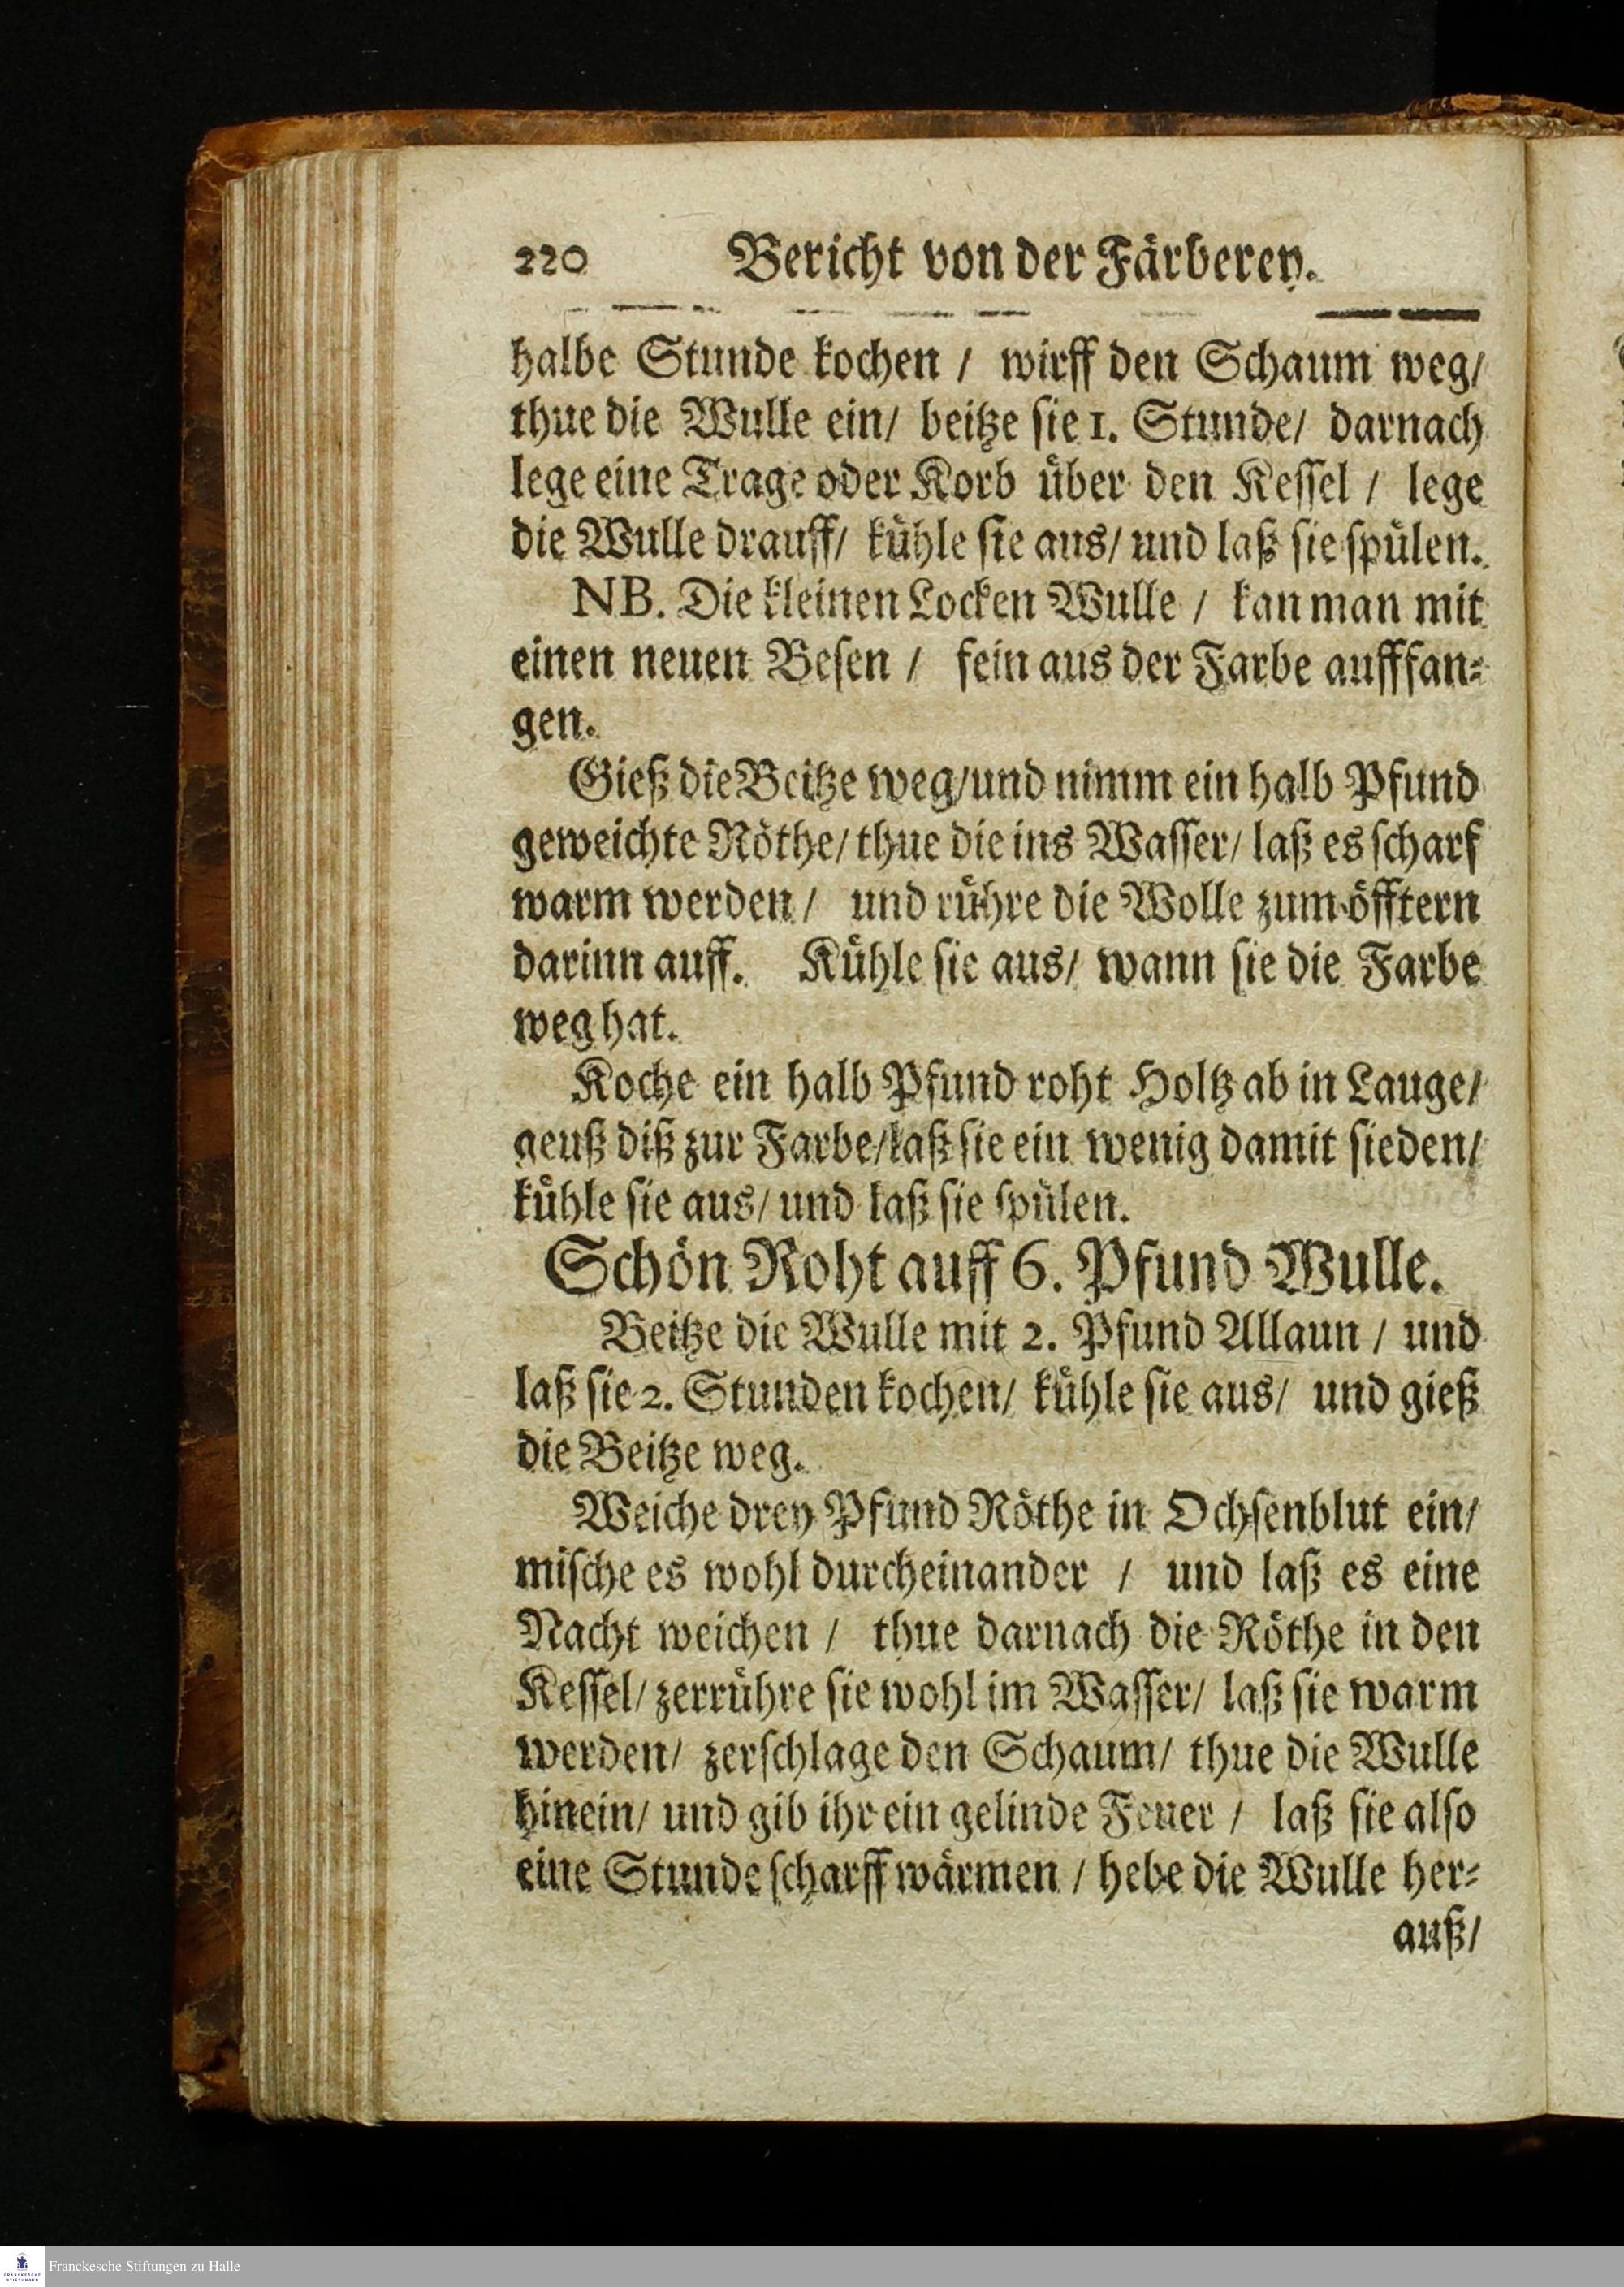 220 Bericht von der Färberey.
halbe Stunde kochen / wirff den Schaum weg/
thue die Wulle ein/ beitze sie 1. Stunde/ darnach
lege eine Trage oder Korb über den Kessel / lege
die Wulle drauff/ kühle sie aus/ und laß sie spülen.
NB. Die kleinen Locken Wulle / kan man mit
einen neuen Besen / fein aus der Farbe aufffan-
gen.
Gieß die Beitze weg/und nimm ein halb Pfund
geweichte Röthe/ thue die ins Wasser/ laß es scharf
warm werden / und rühre die Wolle zum öfftern
darinn auff. Kühle sie aus/ wann sie die Farbe
weg hat.
Koche ein halb Pfund roht Holtz ab in Lauge/
geuß diß zur Farbe/laß sie ein wenig damit sieden/
kühle sie aus/ und laß sie spülen.
Schön Roht auff 6. Pfund Wulle.
Beitze die Wulle mit 2. Pfund Allaun / und
laß sie 2. Stunden kochen/ kühle sie aus/ und gieß
die Beitze weg.
Weiche drey Pfund Röthe in Ochsenblut ein/
mische es wohl durcheinander / und laß es eine
Nacht weichen / thue darnach die Röthe in den
Kessel/ zerrühre sie wohl im Wasser/ laß sie warm
werden/ zerschlage den Schaum/ thue die Wulle
hinein/ und gib ihr ein gelinde Feuer / laß sie also
eine Stunde scharff wärmen / hebe die Wulle her-
auß/
Franckesche Stiftungen zu Halle
FRANCKESCHE
STIFTUNGEN